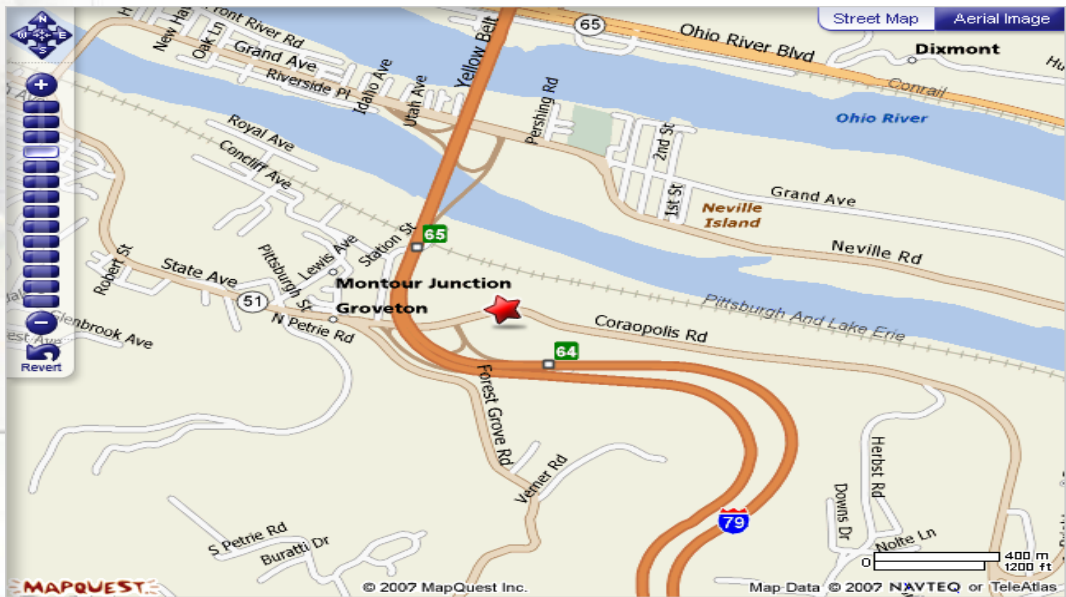 Street Map
Aerial Image
N
W
E
S
New Ha
Oak Ln
Front River Rd
Grand Ave
Riverside Pl
Idaho Ave
Utah Ave
Yellow Belt
65
Ohio River Blvd
Dixmont
Conrail
Ohio River
Pershing Rd
2nd St
1st St
Grand Ave
Neville
Island
Neville Rd
Royal Ave
Concliff Ave
Robert St
State Ave
Pittsburgh St
Lewis Ave
Station St
65
51
Montour Junction
Groveton
N Petrie Rd
Glenbrook Ave
est Ave
Revert
Coraopolis Rd
Pittsburgh And Lake Erie
64
Forest Grove Rd
Verner Rd
S Petrie Rd
Buratti Dr
79
Herbst Rd
Downs Dr
Nolte Ln
0
400 m
1200 ft
MAPQUEST
© 2007 MapQuest Inc.
Map Data © 2007 NAVTEQ or TeleAtlas